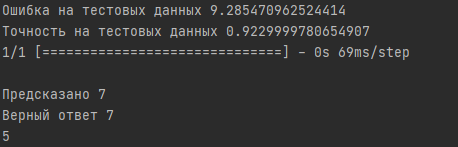 Ошибка на тестовых данных 9.285470962524414
Точность на тестовых данных 0.9229999780654907
1/1 [==============================] - 0s 69ms/step
Предсказано 7
Верный ответ 7
5